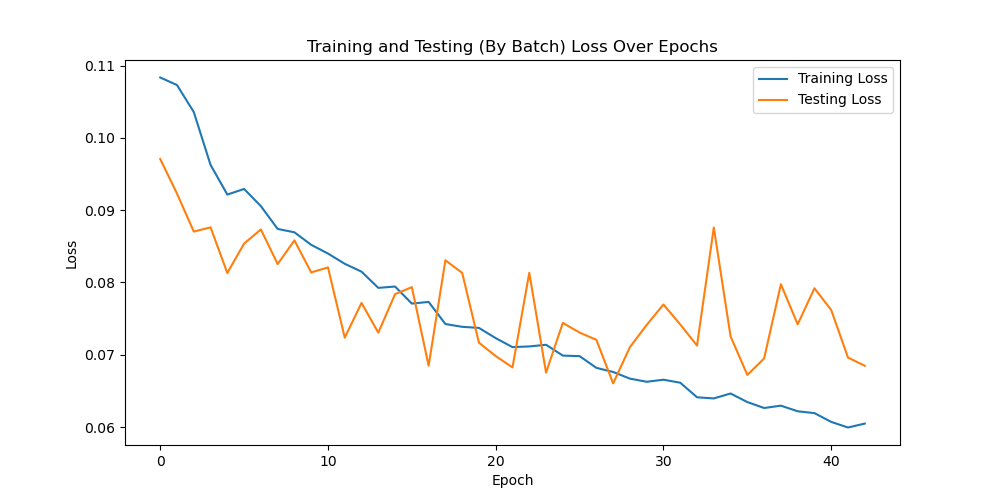 Training and Testing (By Batch) Loss Over Epochs
Training Loss
Testing Loss
Loss
0.11
0.10
0.09
0.08
0.07
0.06
0 10 20 30 40
Epoch